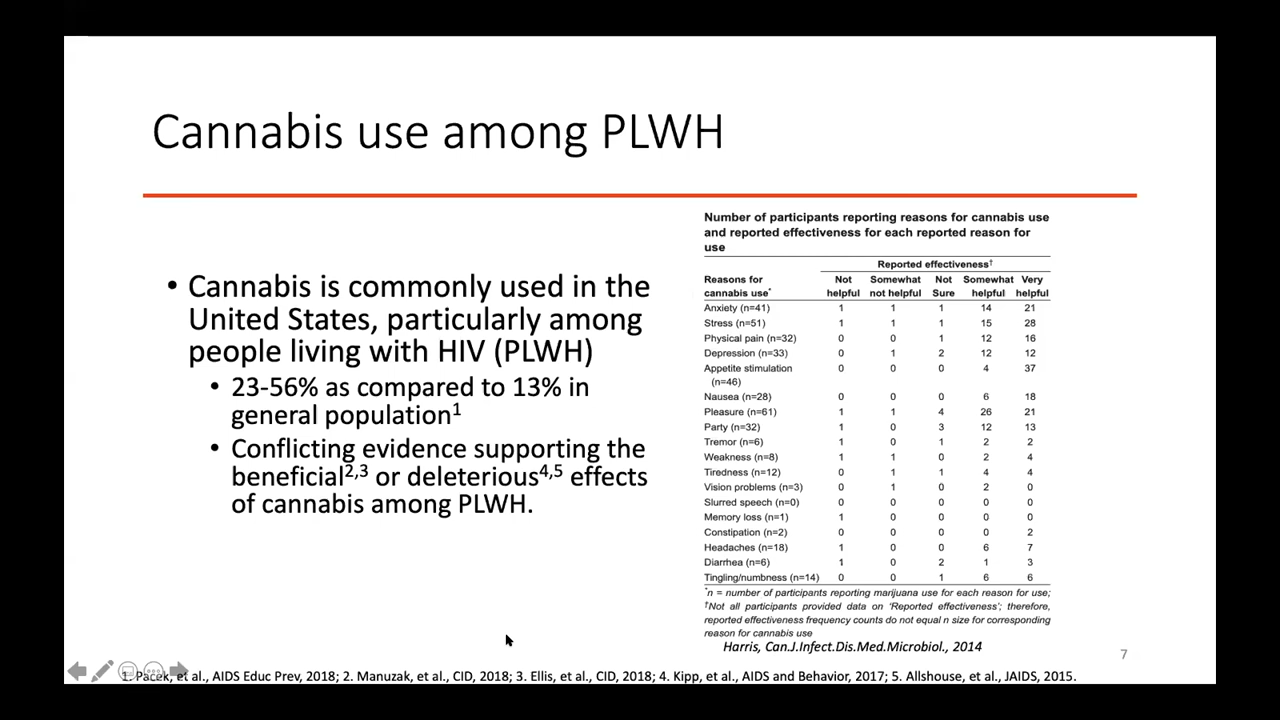 Cannabis use among PLWH
• Cannabis is commonly used in the
United States, particularly among
people living with HIV (PLWH)
• 23-56% as compared to 13% in
general population1
• Conflicting evidence supporting the
beneficial2,3 or deleterious4,5 effects
of cannabis among PLWH.
Number of participants reporting reasons for cannabis use
and reported effectiveness for each reported reason for
use
Reported effectiveness†
Reasons for Not Somewhat Not Somewhat Very
cannabis use* helpful not helpful Sure helpful helpful
Anxiety (n=41) 1 1 1 14 21
Stress (n=51) 1 1 1 15 28
Physical pain (n=32) 0 0 1 12 16
Depression (n=33) 0 1 2 12 12
Appetite stimulation 0 0 0 4 37
(n=46)
Nausea (n=28) 0 0 0 6 18
Pleasure (n=61) 1 1 4 26 21
Party (n=32) 1 0 3 12 13
Tremor (n=6) 1 0 1 2 2
Weakness (n=8) 1 1 0 2 4
Tiredness (n=12) 0 1 1 4 4
Vision problems (n=3) 0 1 0 2 0
Slurred speech (n=0) 0 0 0 0 0
Memory loss (n=1) 1 0 0 0 0
Constipation (n=2) 0 0 0 0 2
Headaches (n=18) 1 0 0 6 7
Diarrhea (n=6) 1 0 2 1 3
Tingling/numbness (n=14) 0 0 1 6 6
*n = number of participants reporting marijuana use for each reason for use;
†Not all participants provided data on 'Reported effectiveness'; therefore,
reported effectiveness frequency counts do not equal n size for corresponding
reason for cannabis use
Harris, Can.J.Infect.Dis.Med.Microbiol., 2014
7
1. Pacek, et al., AIDS Educ Prev, 2018; 2. Manuzak, et al., CID, 2018; 3. Ellis, et al., CID, 2018; 4. Kipp, et al., AIDS and Behavior, 2017; 5. Allshouse, et al., JAIDS, 2015.